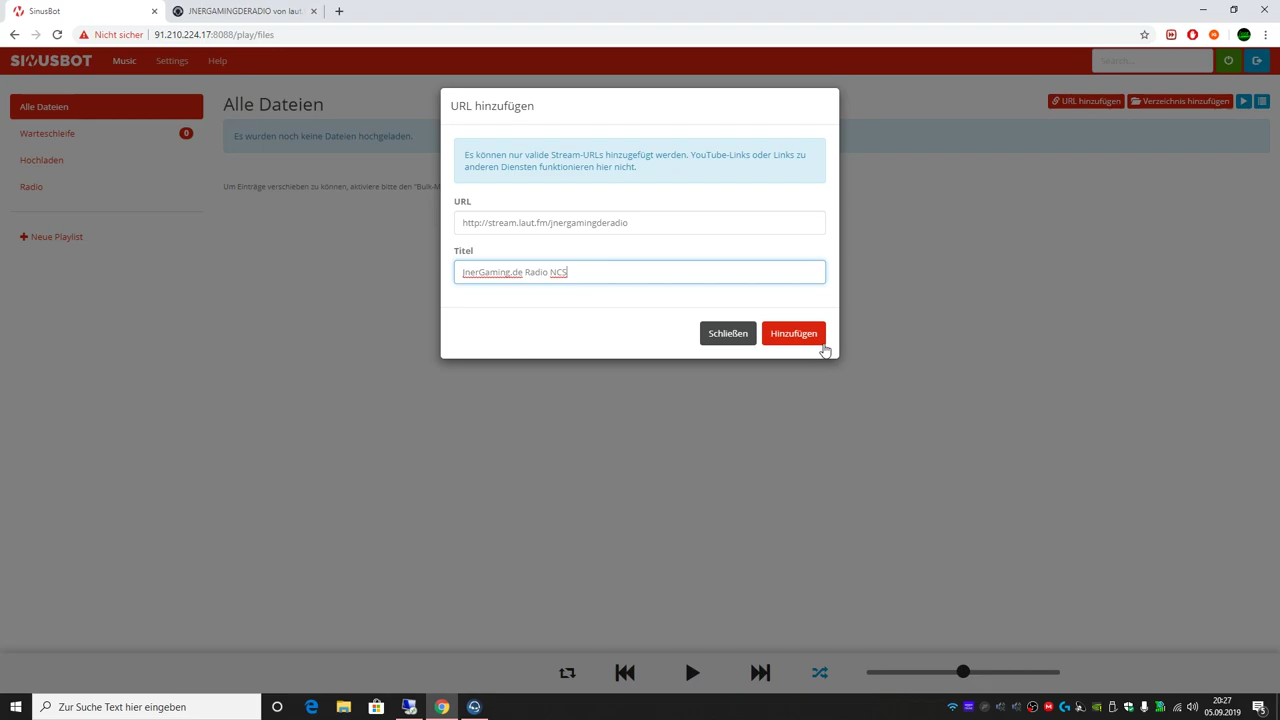 SinusBot
JNERGAMINGDERADIO von laut.
Nicht sicher
91.210.224.17:8088/play/files
SINUSBOT
Music
Settings
Help
Search...
Alle Dateien
Warteschleife
0
Hochladen
Radio
Neue Playlist
Alle Dateien
URL hinzufügen
Verzeichnis hinzufügen
Es wurden noch keine Dateien hochgeladen.
Um Einträge verschieben zu können, aktiviere bitte den "Bulk-M
URL hinzufügen
Es können nur valide Stream-URLs hinzugefügt werden. YouTube-Links oder Links zu
anderen Diensten funktionieren hier nicht.
URL
http://stream.laut.fm/jnergamingderadio
Titel
JnerGaming.de Radio NCS
Schließen
Hinzufügen
Zur Suche Text hier eingeben
20:27
05.09.2019